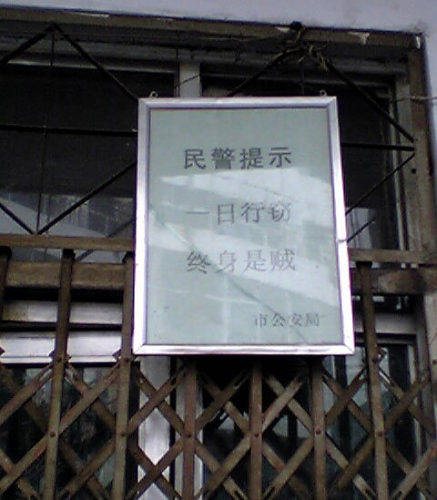 民警提示
一日行窃
终身是贼
市公安局